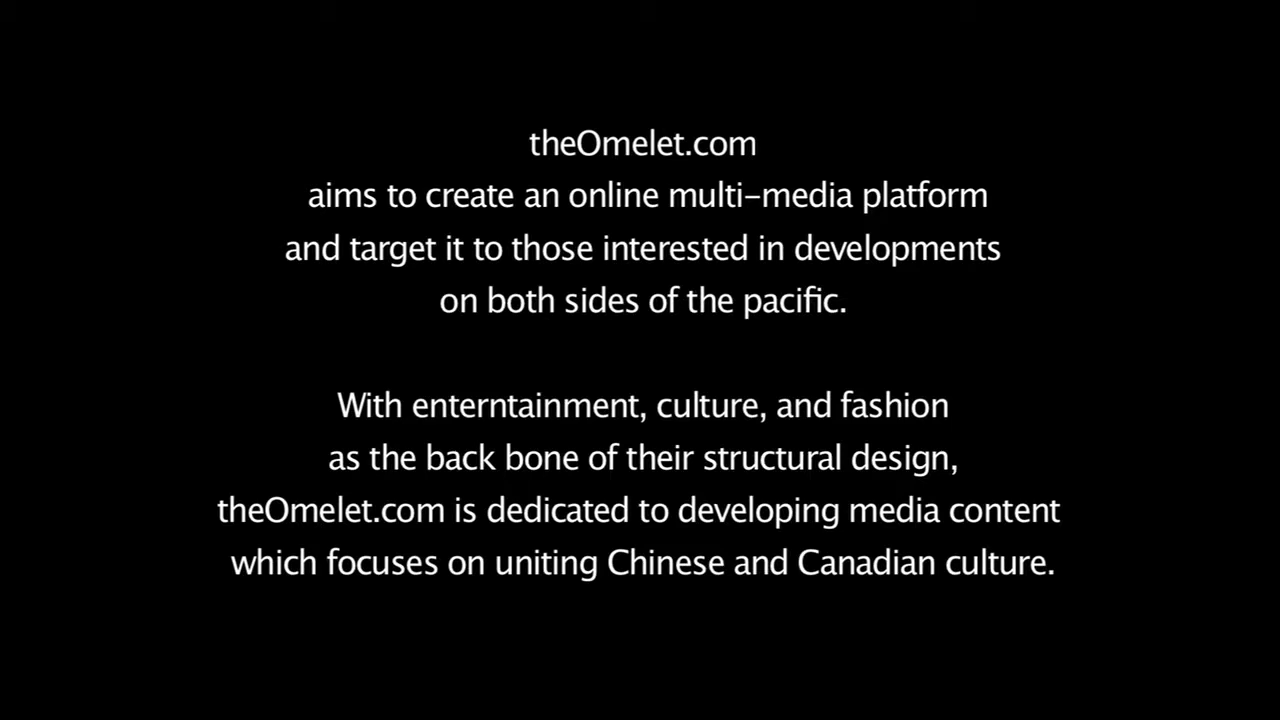 theOmelet.com
aims to create an online multi-media platform
and target it to those interested in developments
on both sides of the pacific.
With enterntainment, culture, and fashion
as the back bone of their structural design,
theOmelet.com is dedicated to developing media content
which focuses on uniting Chinese and Canadian culture.